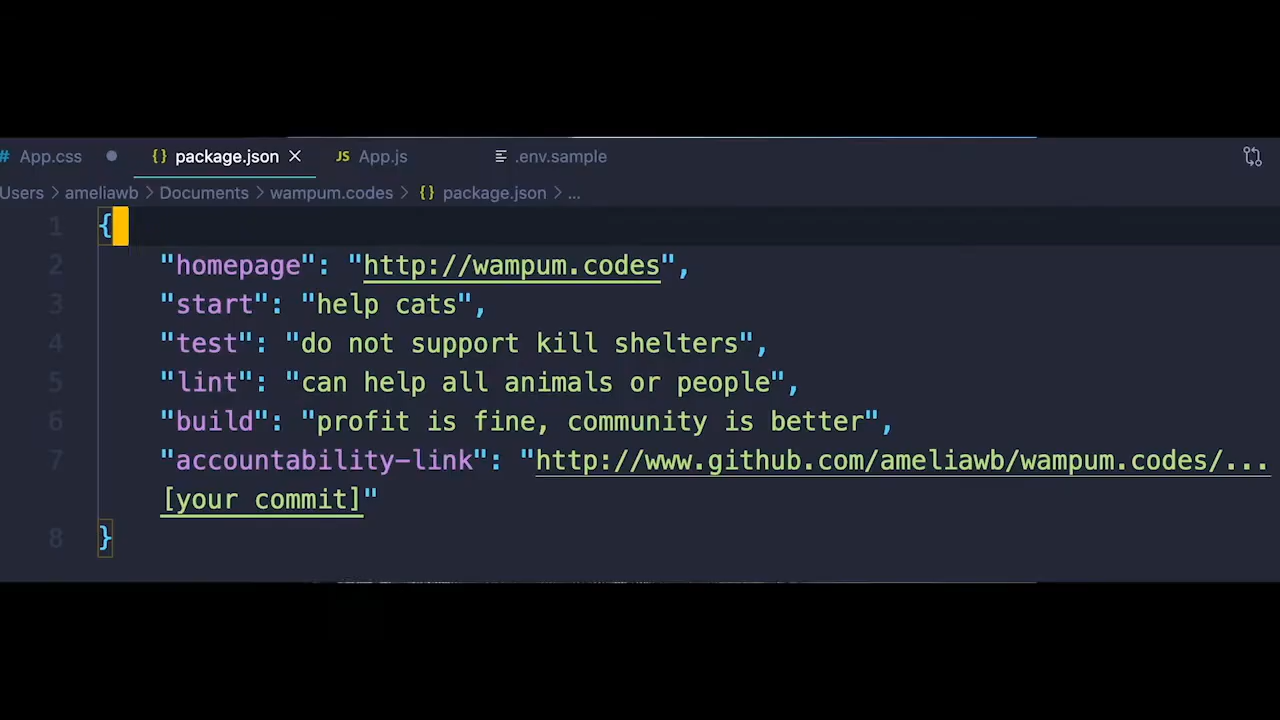 # App.css package.json JS App.js .env.sample
Users > ameliawb > Documents > wampum.codes > {} package.json > ...
1 {
2 "homepage": "http://wampum.codes",
3 "start": "help cats",
4 "test": "do not support kill shelters",
5 "lint": "can help all animals or people",
6 "build": "profit is fine, community is better",
7 "accountability-link": "http://www.github.com/ameliawb/wampum.codes/...
[your commit]"
8 }